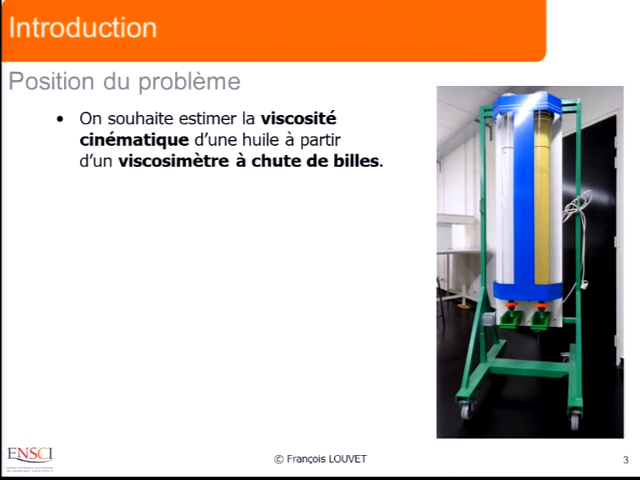 Introduction
Position du problème
• On souhaite estimer la viscosité
cinématique d'une huile à partir
d'un viscosimètre à chute de billes.
ENSCI
© François LOUVET
3